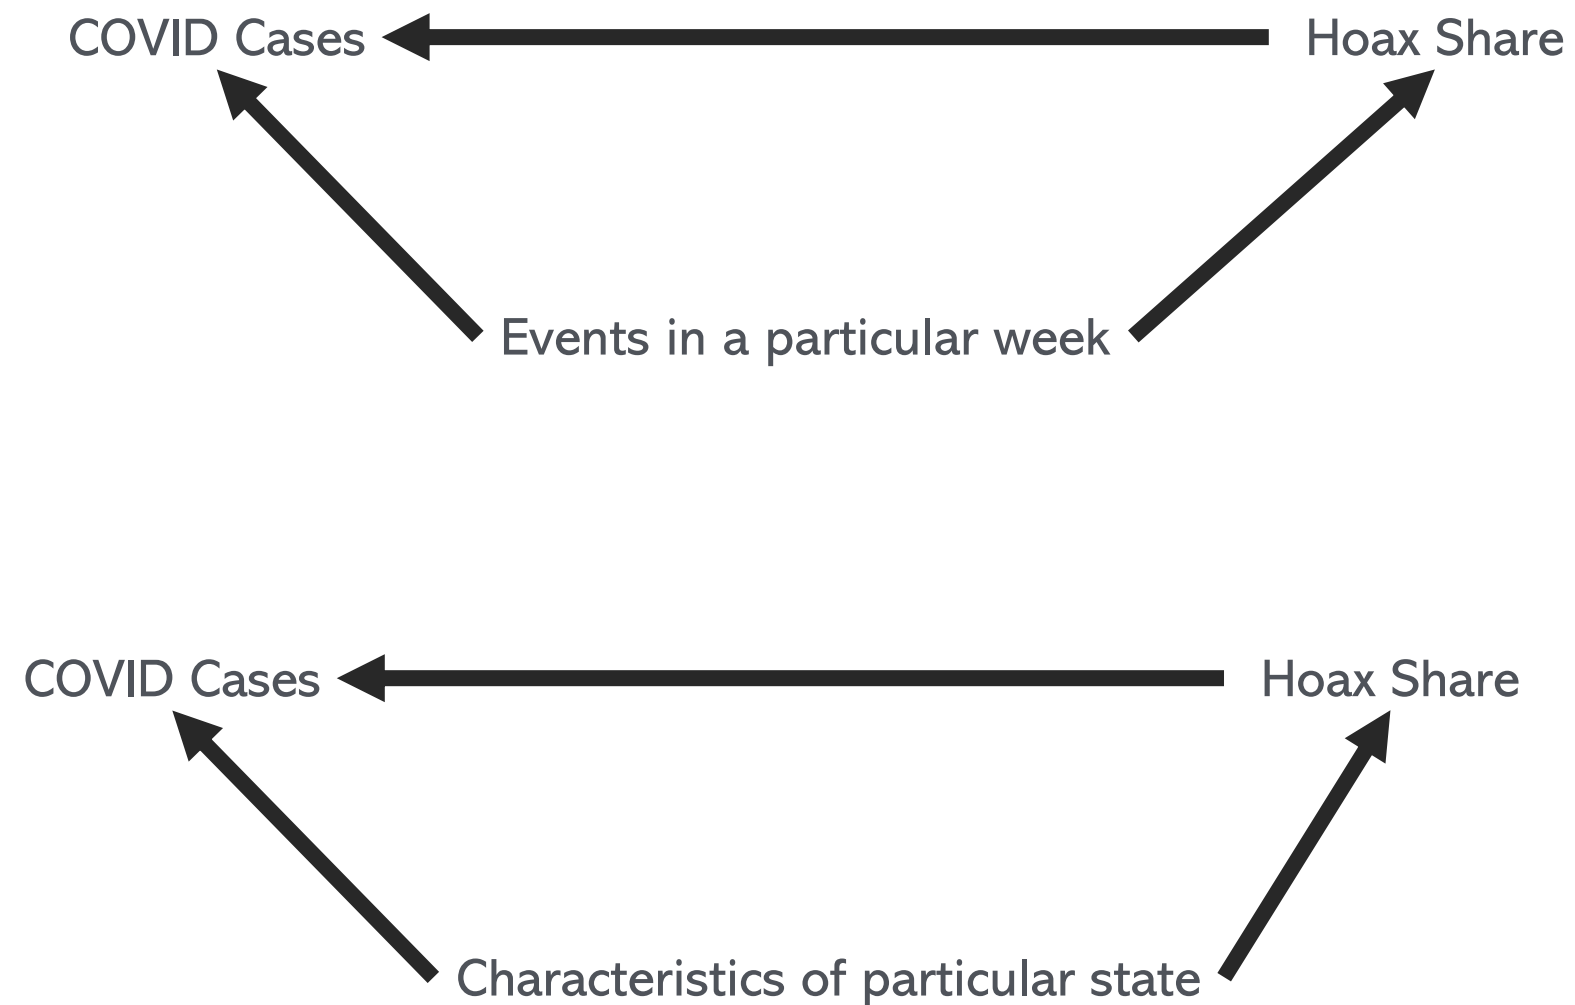 COVID Cases
Hoax Share
Events in a particular week
COVID Cases
Hoax Share
Characteristics of particular state